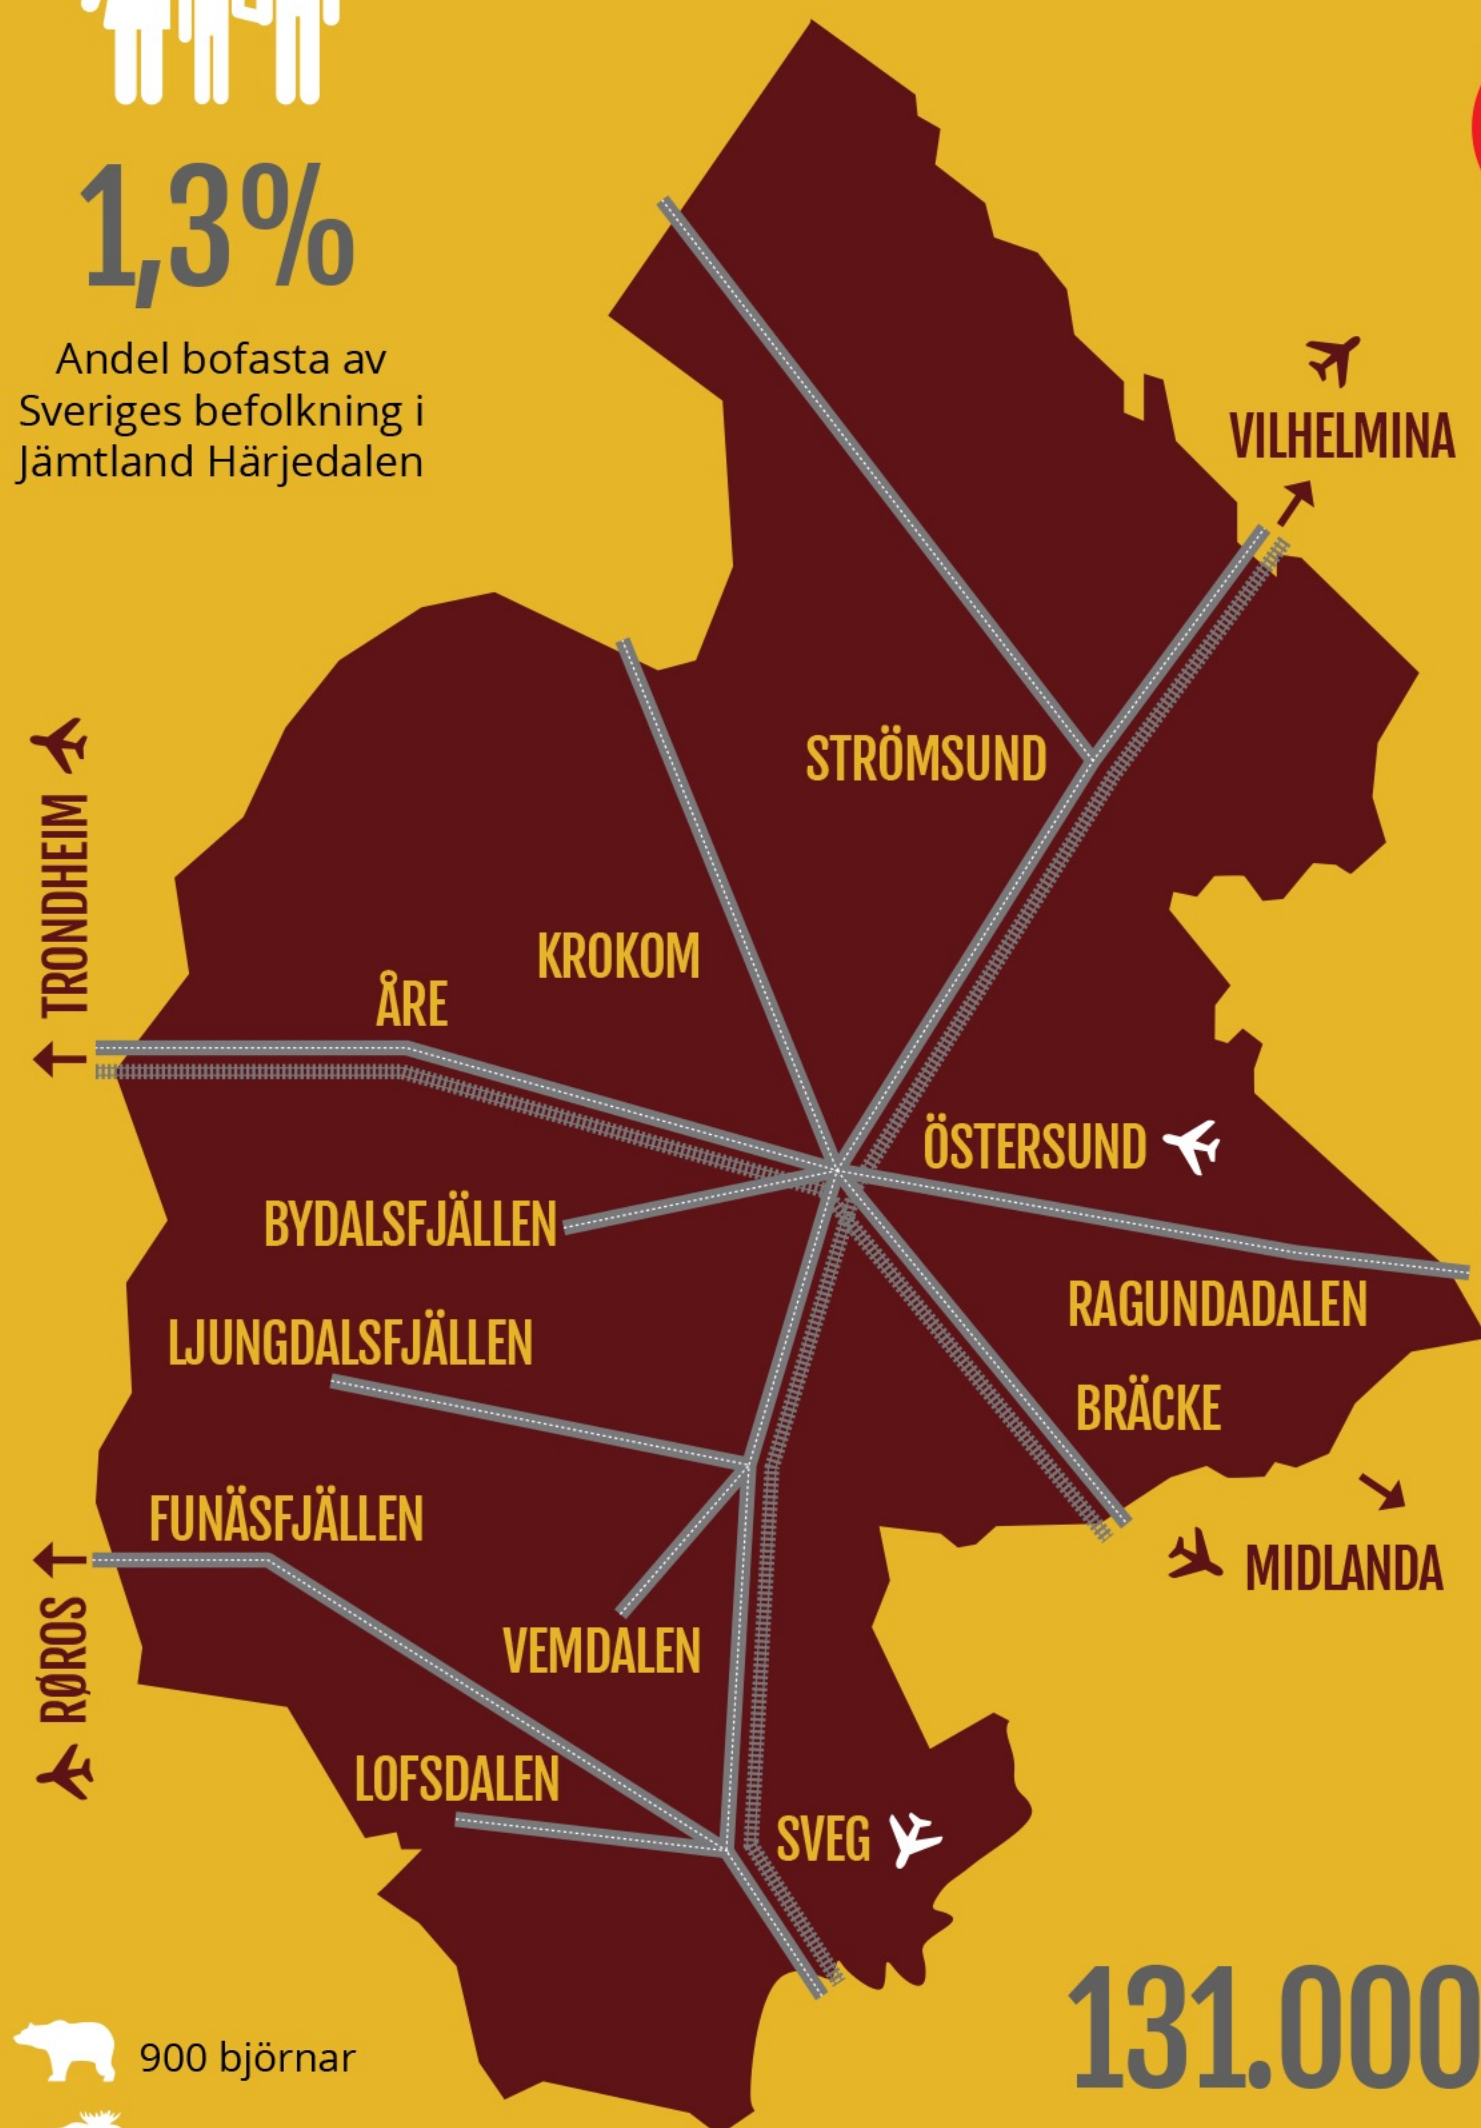 1,3%
Andel bofasta av
Sveriges befolkning i
Jämtland Härjedalen
VILHELMINA
STRÖMSUND
TRONDHEIM
KROKOM
ÅRE
ÖSTERSUND
BYDALSFJÄLLEN
RAGUNDADALEN
LJUNGDALSFJÄLLEN
BRÄCKE
FUNÄSFJÄLLEN
MIDLANDA
RØROS
VEMDALEN
LOFSDALEN
SVEG
131.000
900 björnar